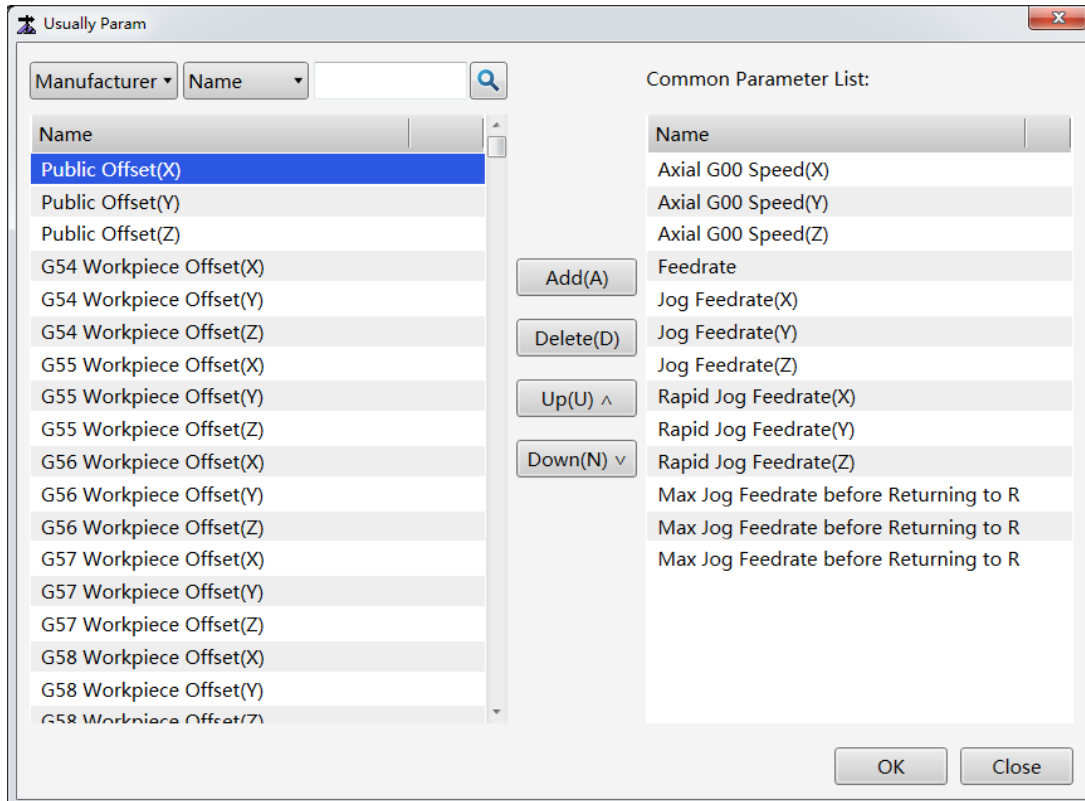 Usually Param
Manufacturer
Name
Common Parameter List:
Name
Public Offset(X)
Public Offset(Y)
Public Offset(Z)
G54 Workpiece Offset(X)
G54 Workpiece Offset(Y)
G54 Workpiece Offset(Z)
G55 Workpiece Offset(X)
G55 Workpiece Offset(Y)
G55 Workpiece Offset(Z)
G56 Workpiece Offset(X)
G56 Workpiece Offset(Y)
G56 Workpiece Offset(Z)
G57 Workpiece Offset(X)
G57 Workpiece Offset(Y)
G57 Workpiece Offset(Z)
G58 Workpiece Offset(X)
G58 Workpiece Offset(Y)
G58 Workpiece Offset(Z)
Add(A)
Delete(D)
Up(U) ∧
Down(N) ∨
Name
Axial G00 Speed(X)
Axial G00 Speed(Y)
Axial G00 Speed(Z)
Feedrate
Jog Feedrate(X)
Jog Feedrate(Y)
Jog Feedrate(Z)
Rapid Jog Feedrate(X)
Rapid Jog Feedrate(Y)
Rapid Jog Feedrate(Z)
Max Jog Feedrate before Returning to R
Max Jog Feedrate before Returning to R
Max Jog Feedrate before Returning to R
OK
Close